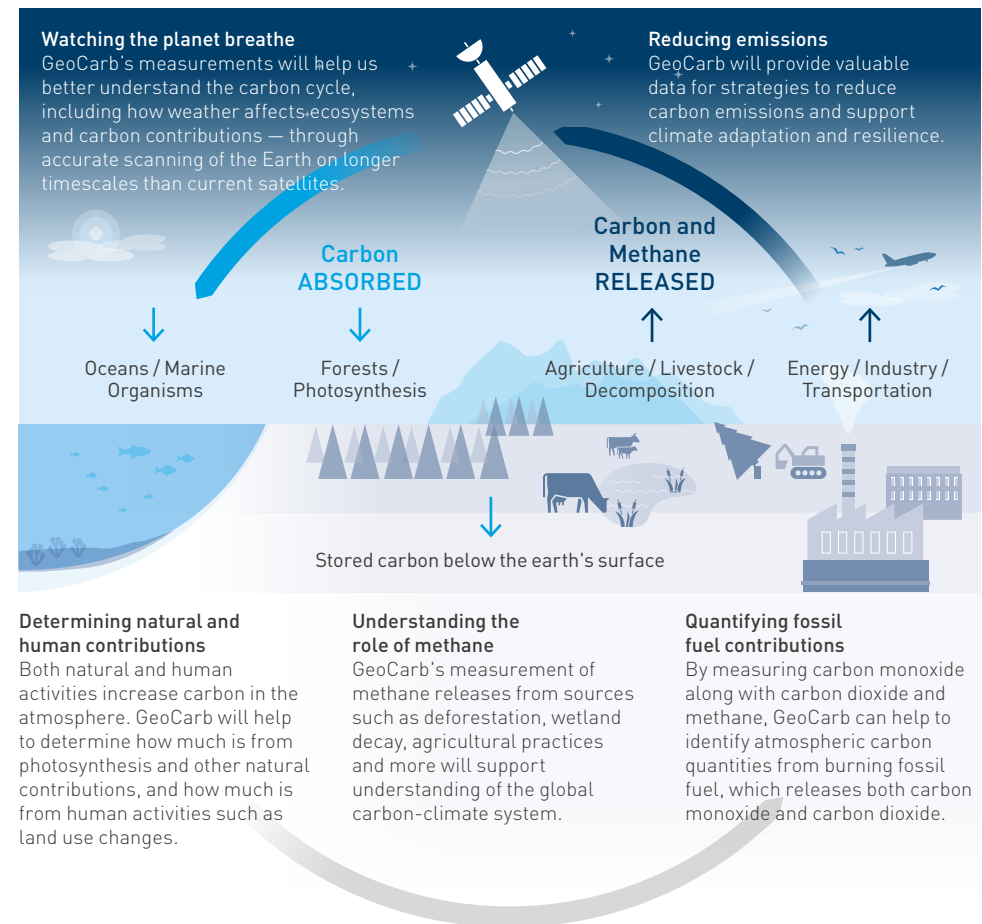 Watching the planet breathe
GeoCarb's measurements will help us
better understand the carbon cycle,
including how weather affects ecosystems
and carbon contributions — through
accurate scanning of the Earth on longer
timescales than current satellites.
Reducing emissions
GeoCarb will provide valuable
data for strategies to reduce
carbon emissions and support
climate adaptation and resilience.
Carbon
ABSORBED
Carbon and
Methane
RELEASED
Oceans / Marine
Organisms
Forests /
Photosynthesis
Agriculture / Livestock /
Decomposition
Energy / Industry /
Transportation
Stored carbon below the earth's surface
Determining natural and
human contributions
Both natural and human
activities increase carbon in the
atmosphere. GeoCarb will help
to determine how much is from
photosynthesis and other natural
contributions, and how much is
from human activities such as
land use changes.
Understanding the
role of methane
GeoCarb's measurement of
methane releases from sources
such as deforestation, wetland
decay, agricultural practices
and more will support
understanding of the global
carbon-climate system.
Quantifying fossil
fuel contributions
By measuring carbon monoxide
along with carbon dioxide and
methane, GeoCarb can help to
identify atmospheric carbon
quantities from burning fossil
fuel, which releases both carbon
monoxide and carbon dioxide.